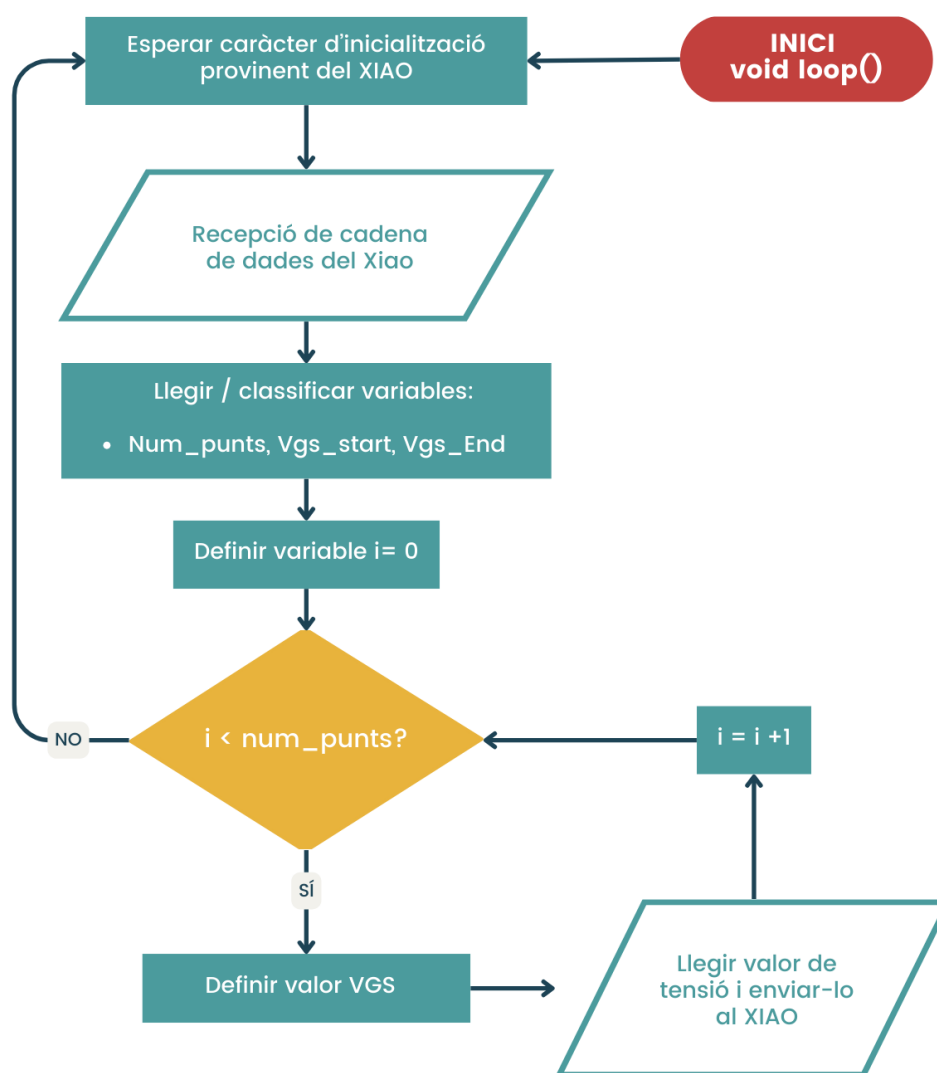 INICI
void loop()
Esperar caràcter d'inicialització
provinent del XIAO
Recepció de cadena
de dades del Xiao
Llegir / classificar variables:
• Num_punts, Vgs_start, Vgs_End
Definir variable i= 0
i < num_punts?
NO
SÍ
Definir valor VGS
Llegir valor de
tensió i enviar-lo
al XIAO
i = i +1